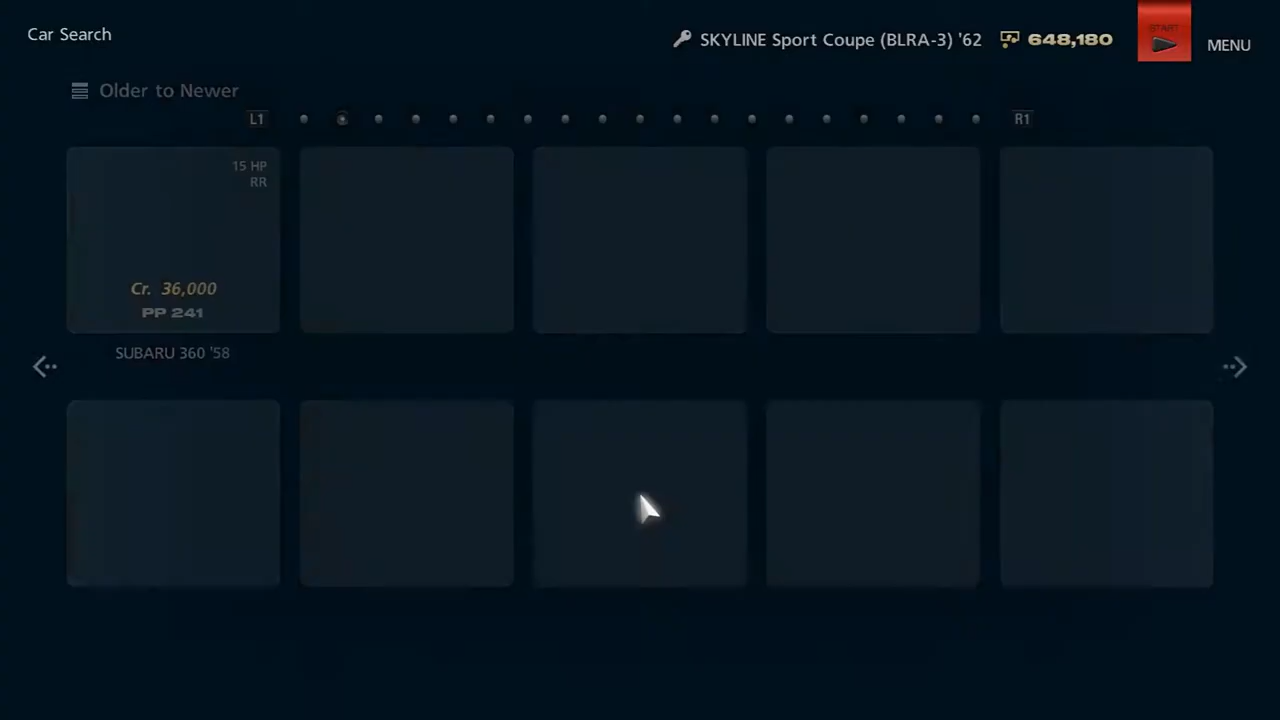 Car Search
SKYLINE Sport Coupe (BLRA-3) '62
648,180
START
MENU
Older to Newer
L1
R1
15 HP
RR
Cr. 36,000
PP 241
SUBARU 360 '58